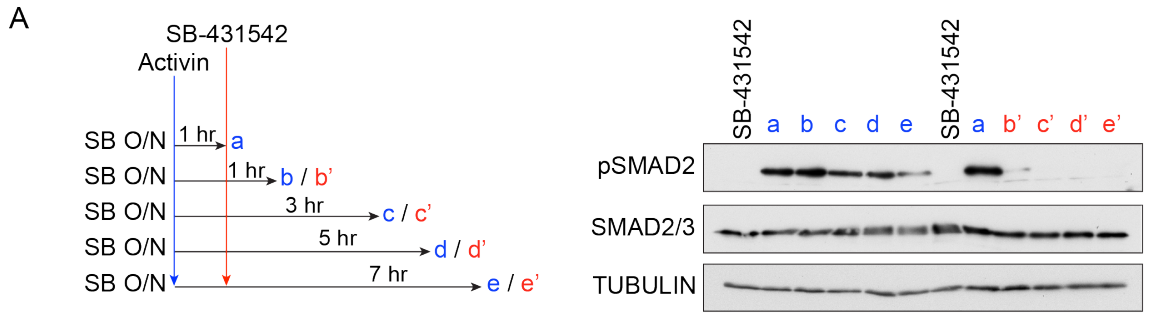 A
SB-431542
Activin
SB O/N 1 hr a
SB O/N 1 hr b / b’
SB O/N 3 hr c / c’
SB O/N 5 hr d / d’
SB O/N 7 hr e / e’
SB-431542 a b c d e SB-431542 a b’ c’ d’ e’
pSMAD2
SMAD2/3
TUBULIN